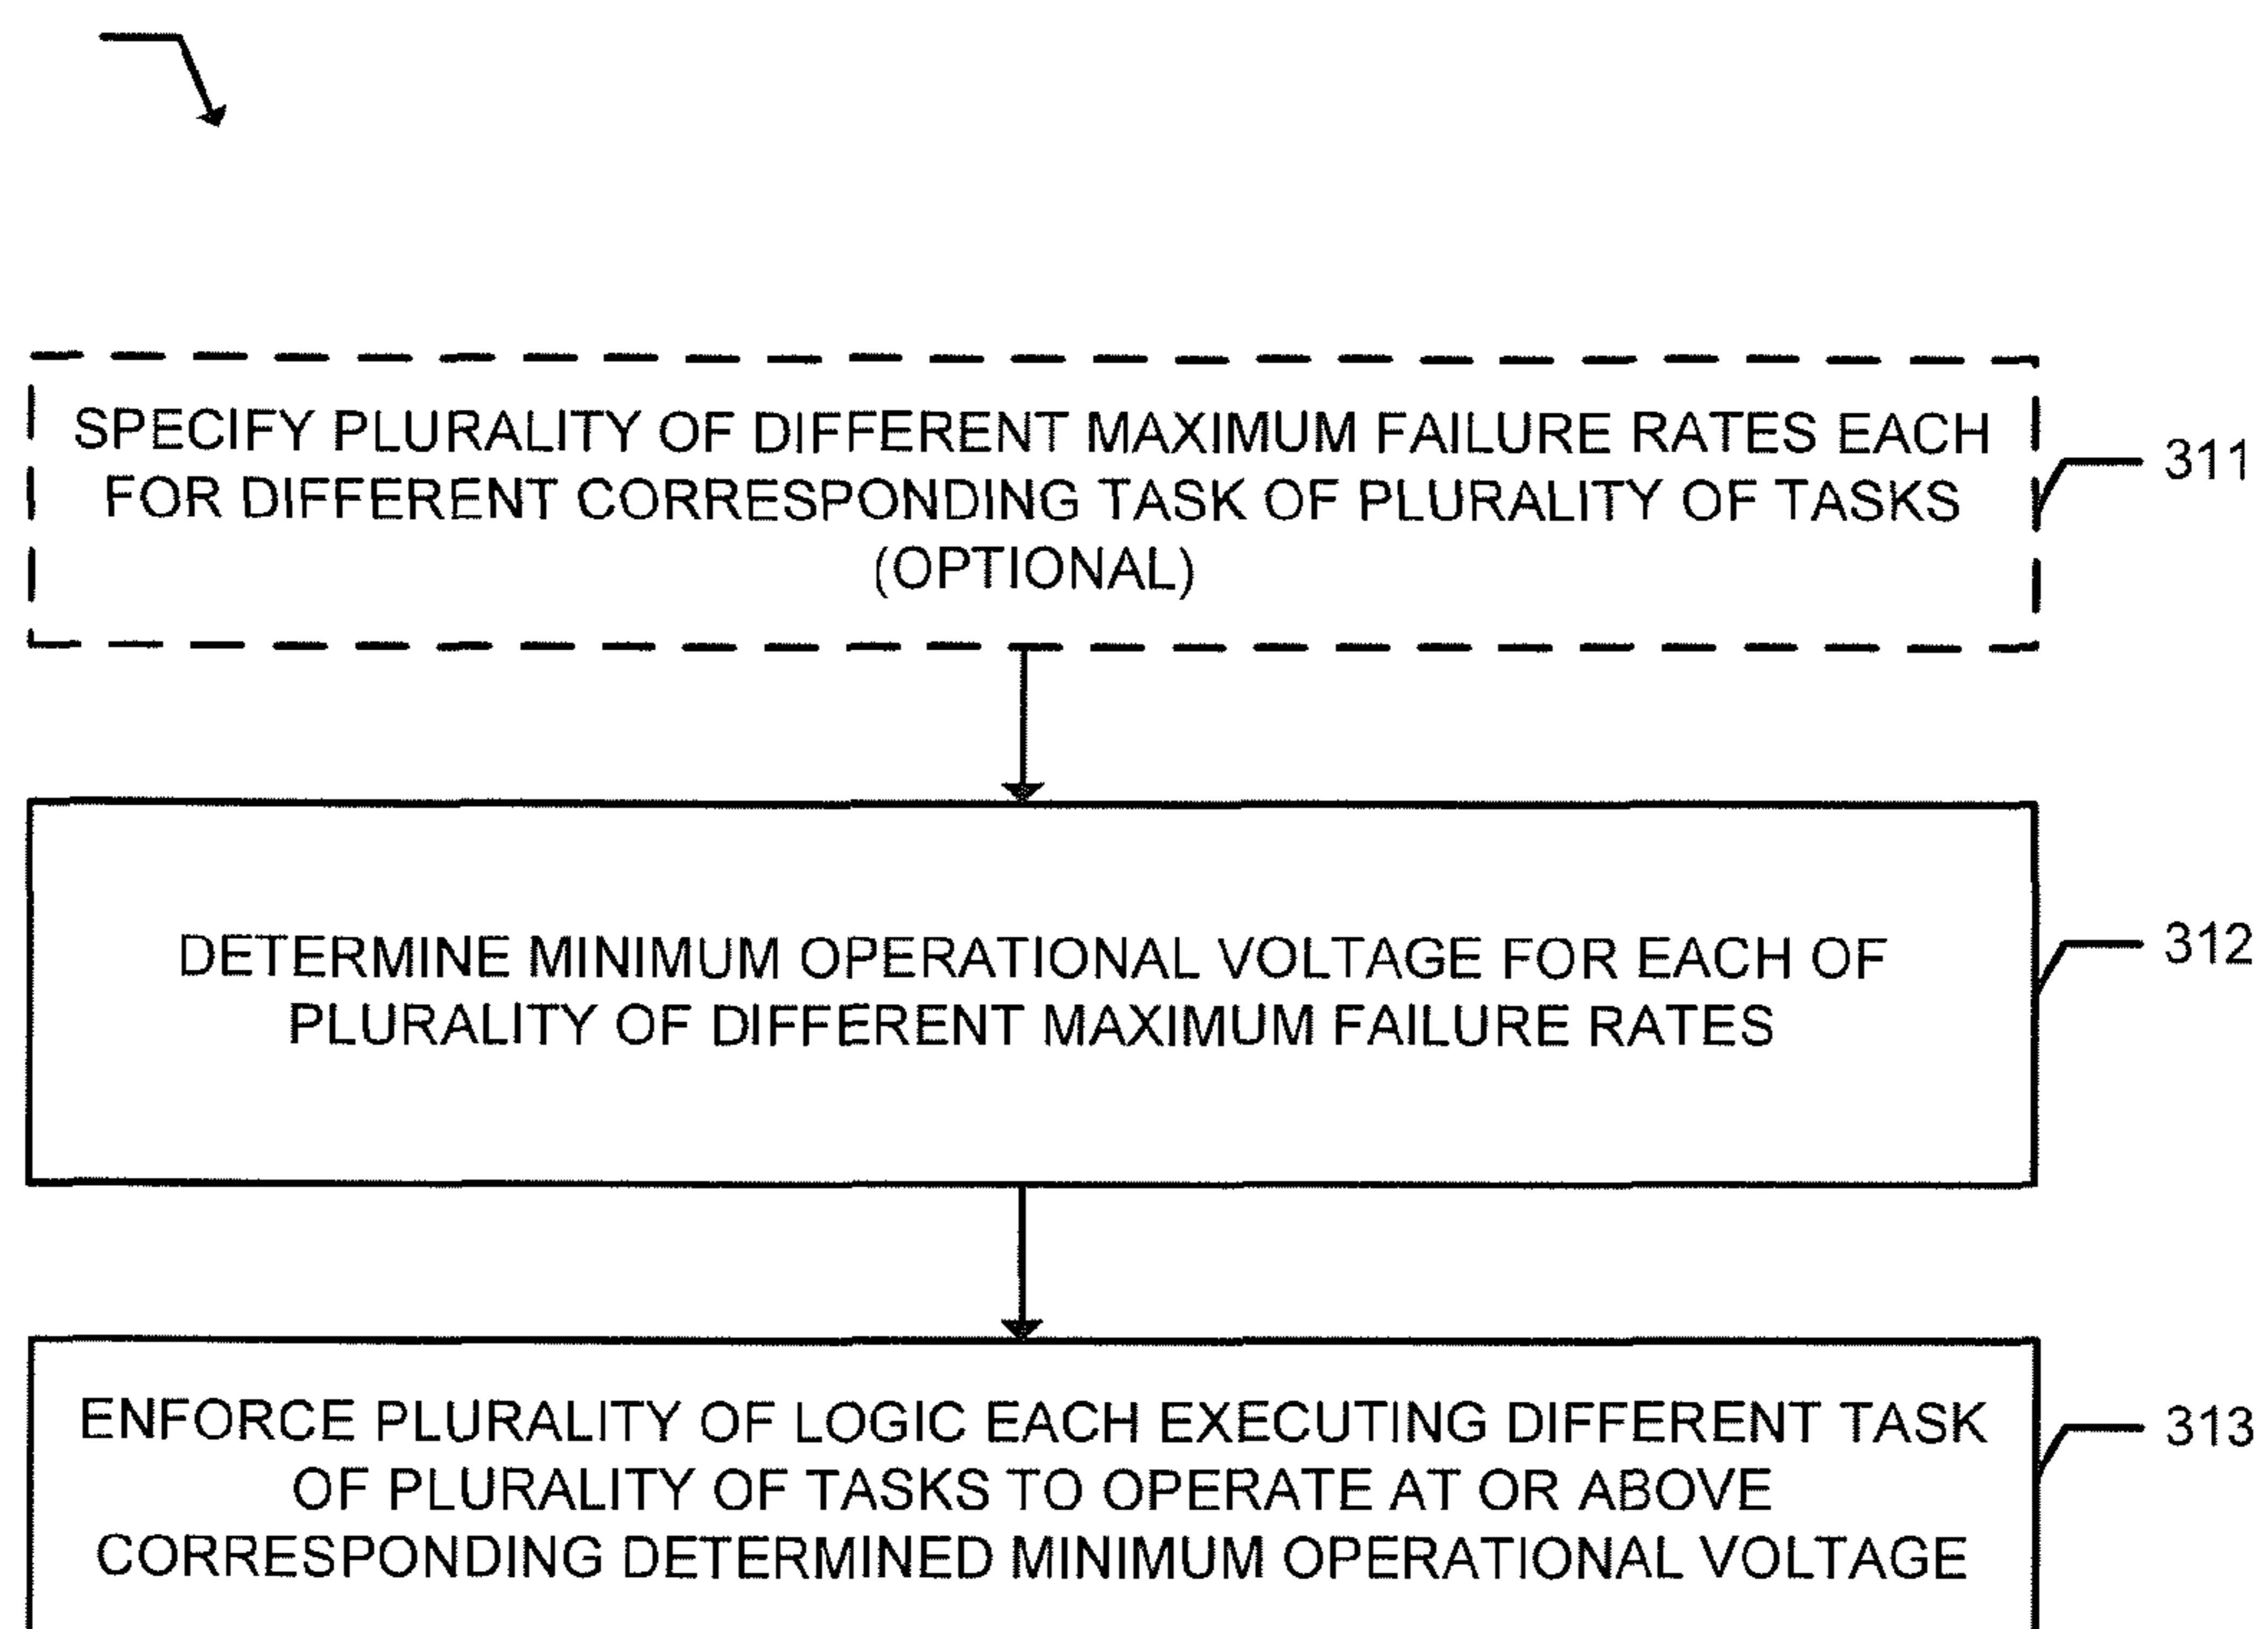 SPECIFY PLURALITY OF DIFFERENT MAXIMUM FAILURE RATES EACH
FOR DIFFERENT CORRESPONDING TASK OF PLURALITY OF TASKS
(OPTIONAL)
311
DETERMINE MINIMUM OPERATIONAL VOLTAGE FOR EACH OF
PLURALITY OF DIFFERENT MAXIMUM FAILURE RATES
312
ENFORCE PLURALITY OF LOGIC EACH EXECUTING DIFFERENT TASK
OF PLURALITY OF TASKS TO OPERATE AT OR ABOVE
CORRESPONDING DETERMINED MINIMUM OPERATIONAL VOLTAGE
313